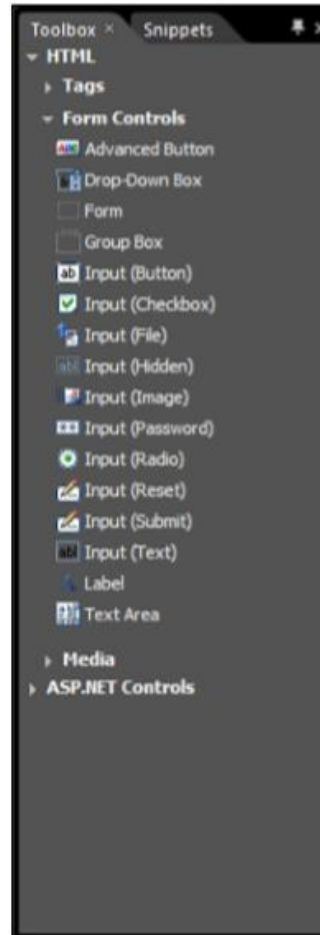 Toolbox × Snippets
HTML
Tags
Form Controls
Advanced Button
Drop-Down Box
Form
Group Box
Input (Button)
Input (Checkbox)
Input (File)
Input (Hidden)
Input (Image)
Input (Password)
Input (Radio)
Input (Reset)
Input (Submit)
Input (Text)
Label
Text Area
Media
ASP.NET Controls